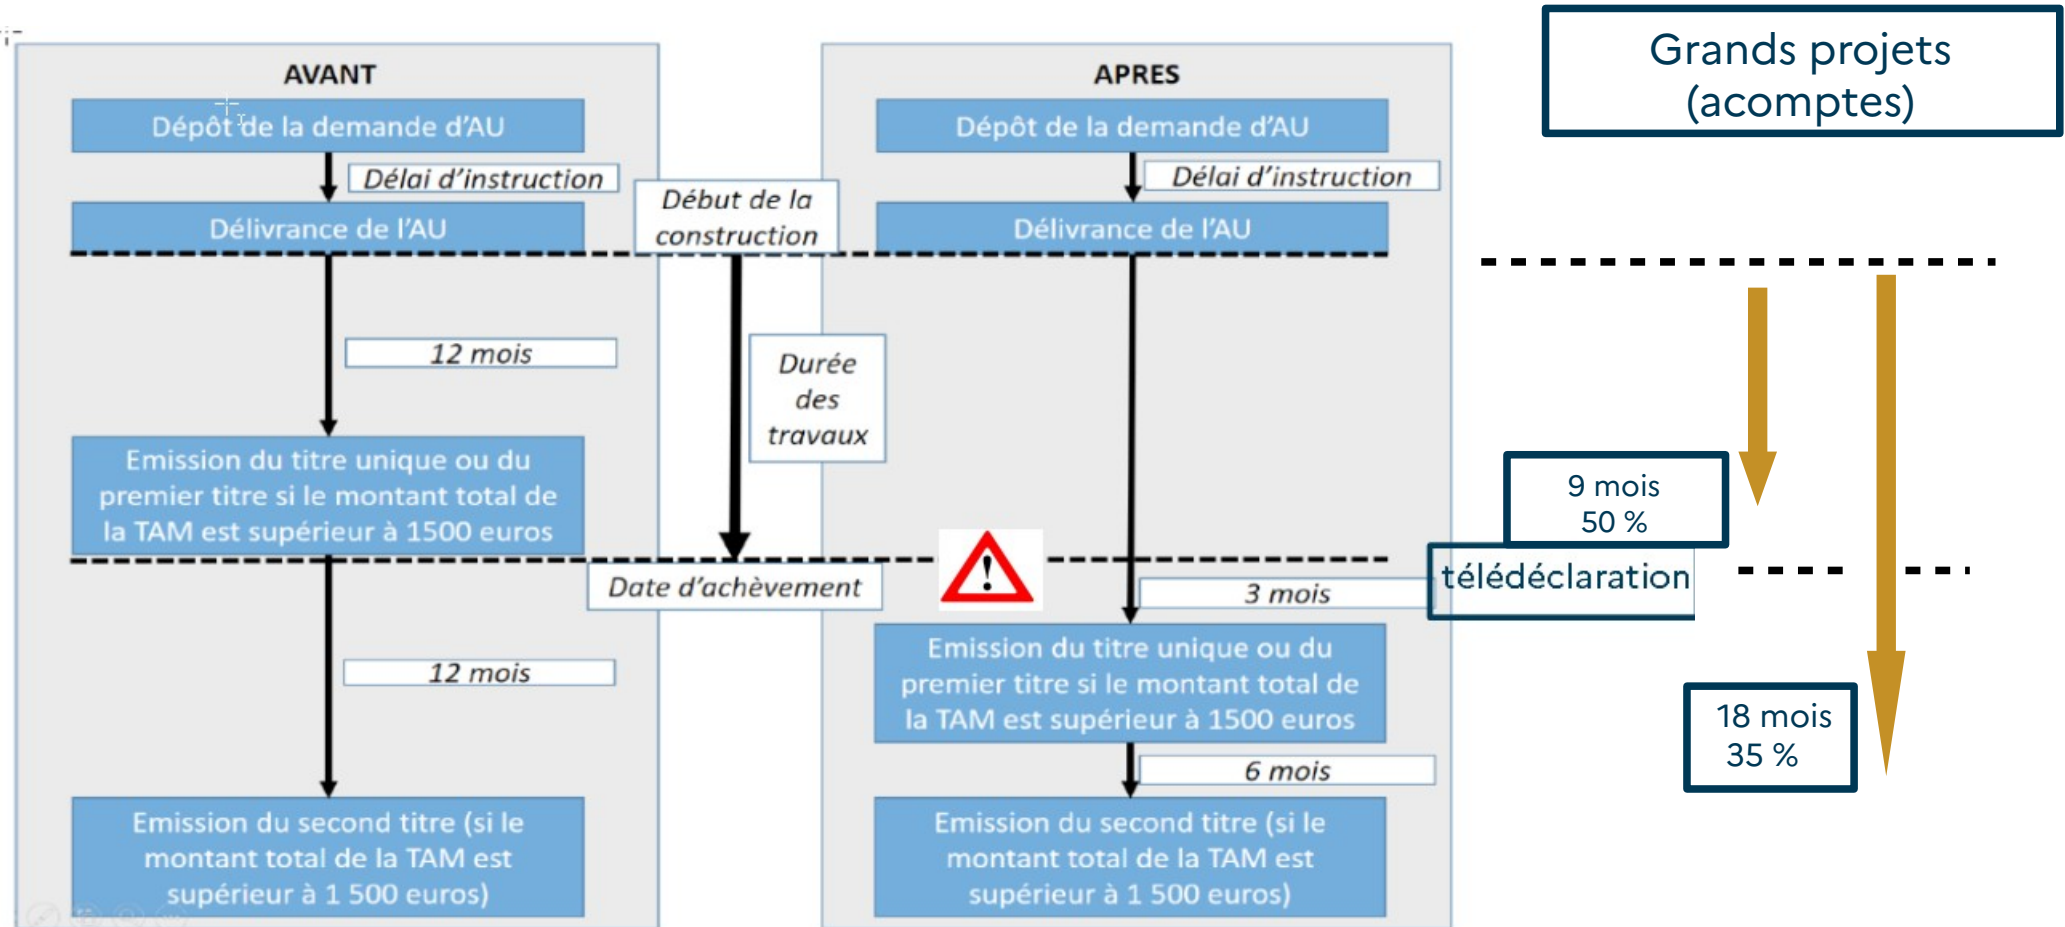 AVANT
Dépôt de la demande d'AU
Délai d'instruction
Délivrance de l'AU
12 mois
Emission du titre unique ou du
premier titre si le montant total de
la TAM est supérieur à 1500 euros
12 mois
Emission du second titre (si le
montant total de la TAM est
supérieur à 1 500 euros)
Début de la
construction
Durée
des
travaux
Date d'achèvement
APRES
Dépôt de la demande d'AU
Délai d'instruction
Délivrance de l'AU
!
3 mois
Emission du titre unique ou du
premier titre si le montant total de
la TAM est supérieur à 1500 euros
6 mois
Emission du second titre (si le
montant total de la TAM est
supérieur à 1 500 euros)
Grands projets
(acomptes)
9 mois
50 %
télédéclaration
18 mois
35 %